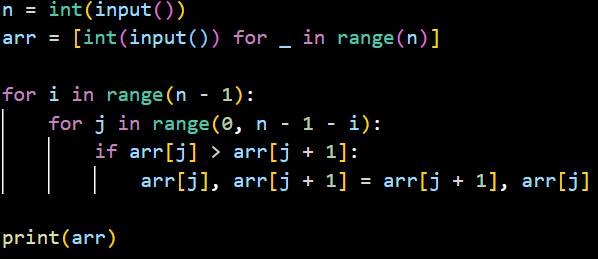 n = int(input())
arr = [int(input()) for _ in range(n)]

for i in range(n - 1):
    for j in range(0, n - 1 - i):
        if arr[j] > arr[j + 1]:
            arr[j], arr[j + 1] = arr[j + 1], arr[j]

print(arr)